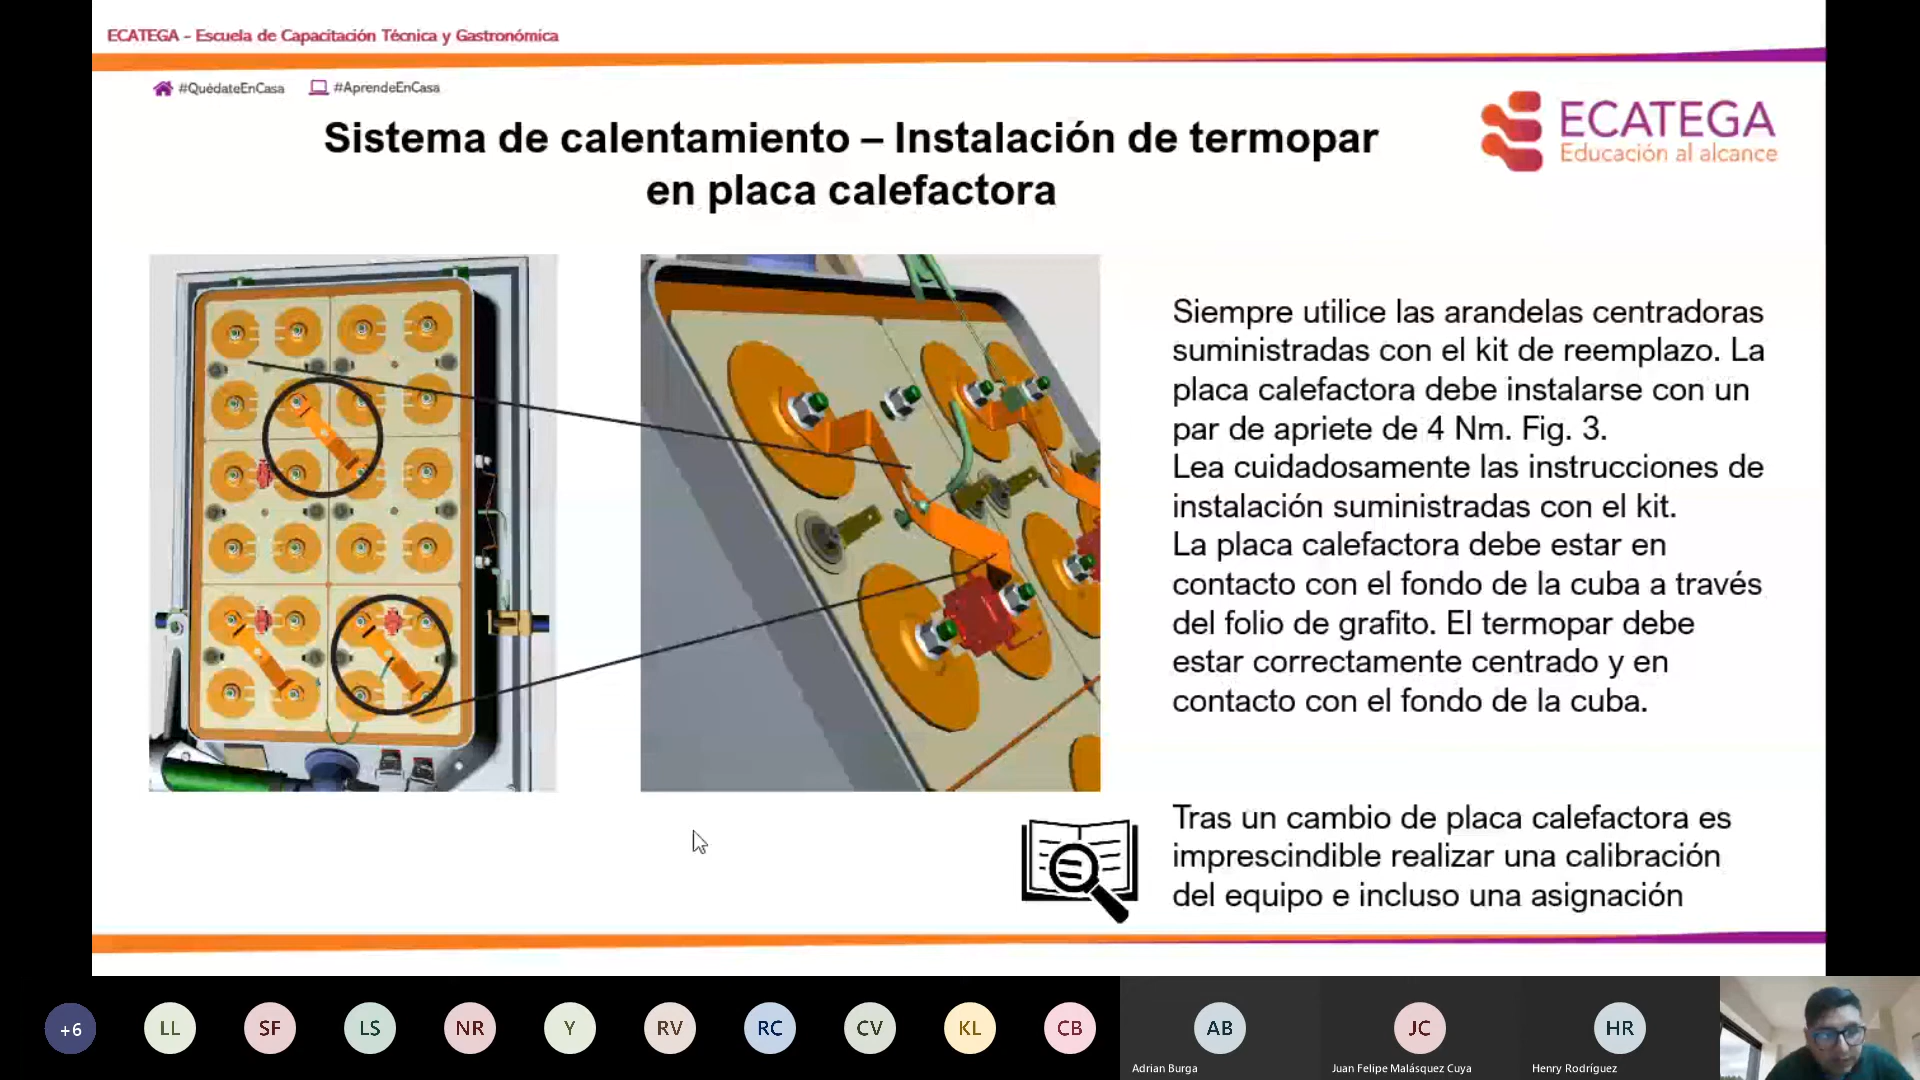 ECATEGA - Escuela de Capacitación Técnica y Gastronómica
#QuédateEnCasa #AprendeEnCasa
Sistema de calentamiento – Instalación de termopar
en placa calefactora
ECATEGA
Educación al alcance
Siempre utilice las arandelas centradoras
suministradas con el kit de reemplazo. La
placa calefactora debe instalarse con un
par de apriete de 4 Nm. Fig. 3.
Lea cuidadosamente las instrucciones de
instalación suministradas con el kit.
La placa calefactora debe estar en
contacto con el fondo de la cuba a través
del folio de grafito. El termopar debe
estar correctamente centrado y en
contacto con el fondo de la cuba.
Tras un cambio de placa calefactora es
imprescindible realizar una calibración
del equipo e incluso una asignación
+6 LL SF LS NR Y RV RC CV KL CB AB JC HR
Adrian Burga Juan Felipe Malásquez Cuya Henry Rodríguez